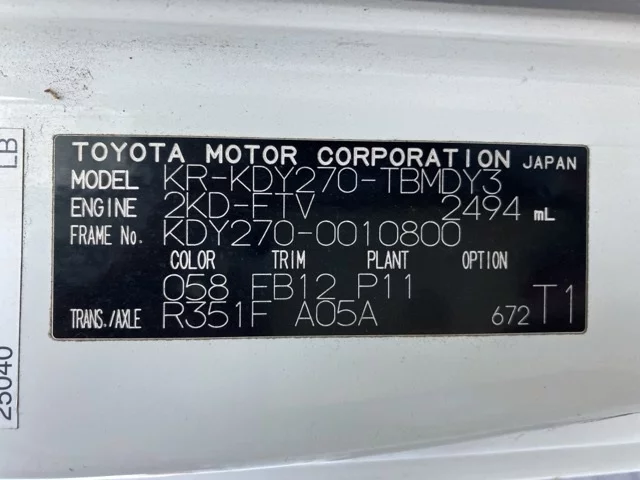 TOYOTA MOTOR CORPORATION JAPAN
MODEL KR-KDY270-TBMDY3
ENGINE 2KD-FTV 2494 mL
FRAME No. KDY270-0010800
COLOR TRIM PLANT OPTION
058 FB12 P11
TRANS./AXLE R351F A05A 672 T1
LB
25040